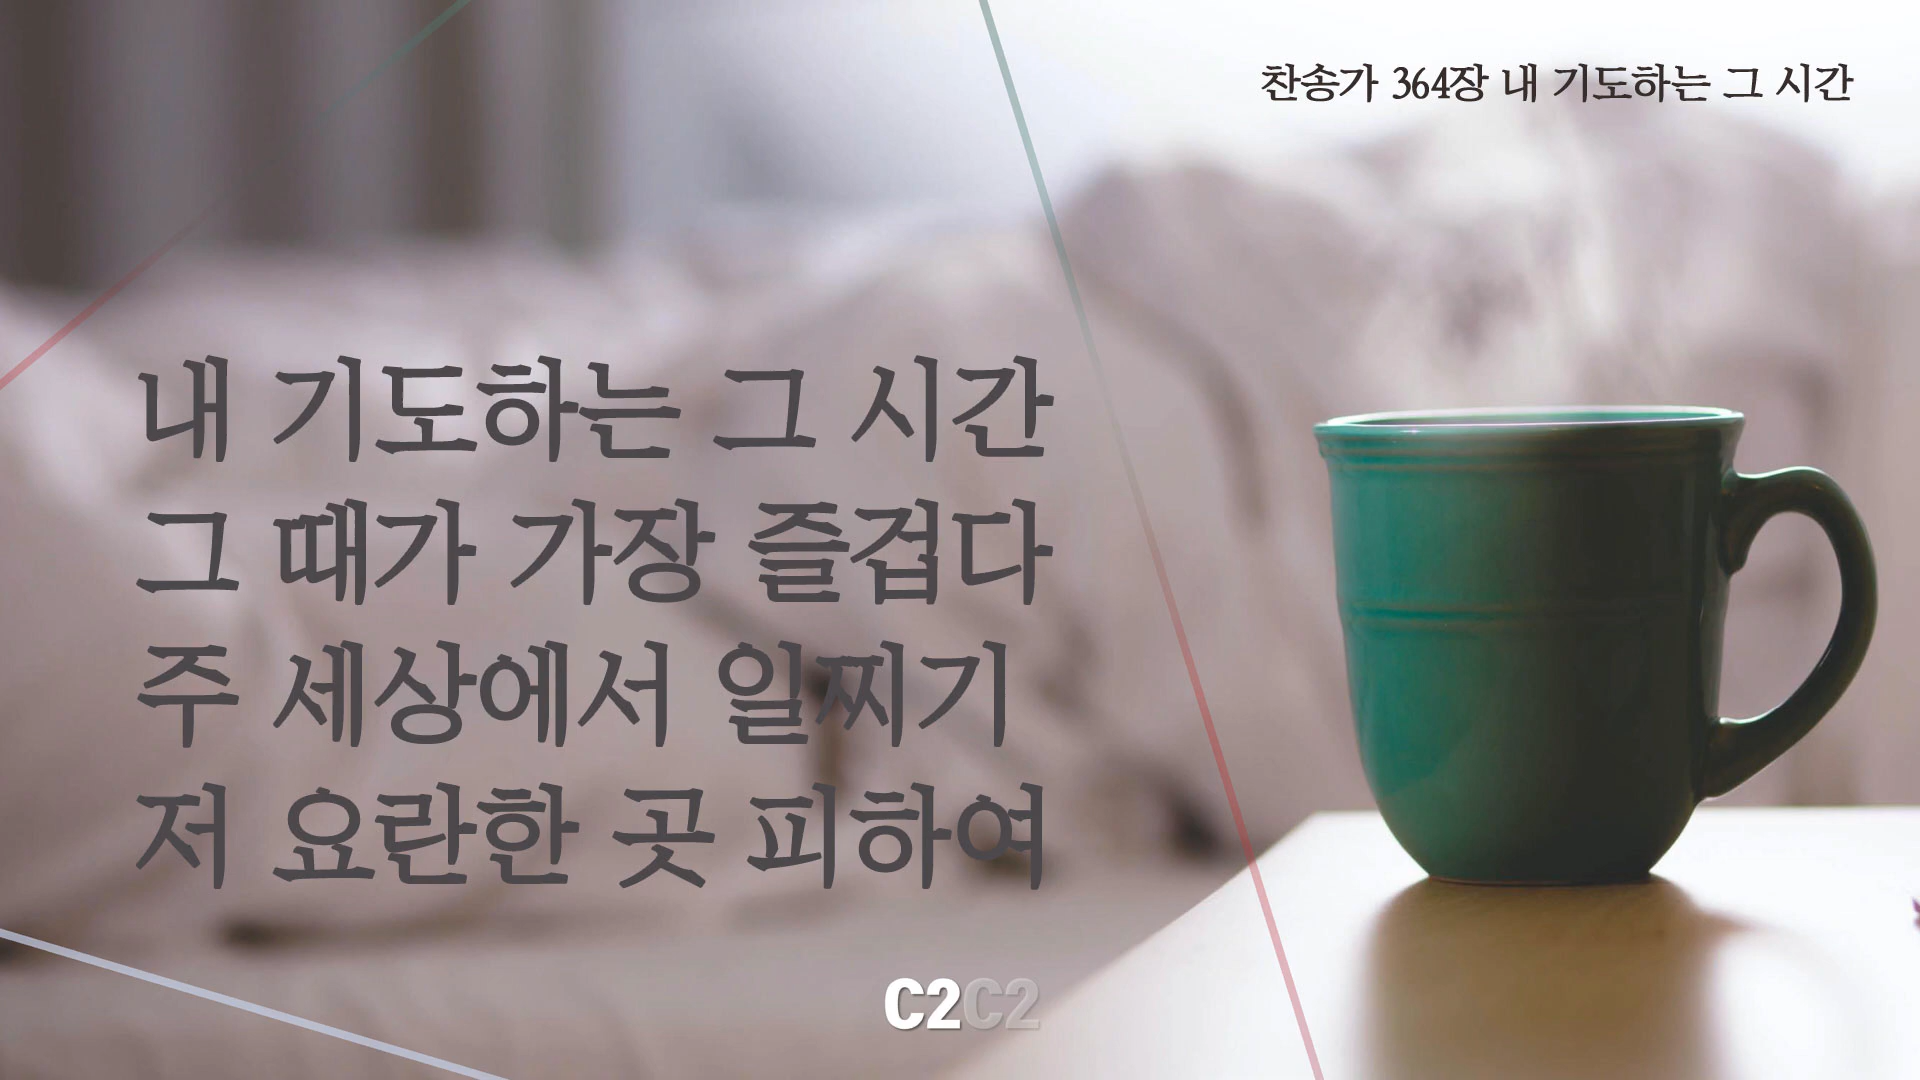 찬송가 364장 내 기도하는 그 시간
내 기도하는 그 시간
그 때가 가장 즐겁다
주 세상에서 일찌기
저 요란한 곳 피하여
C2C2